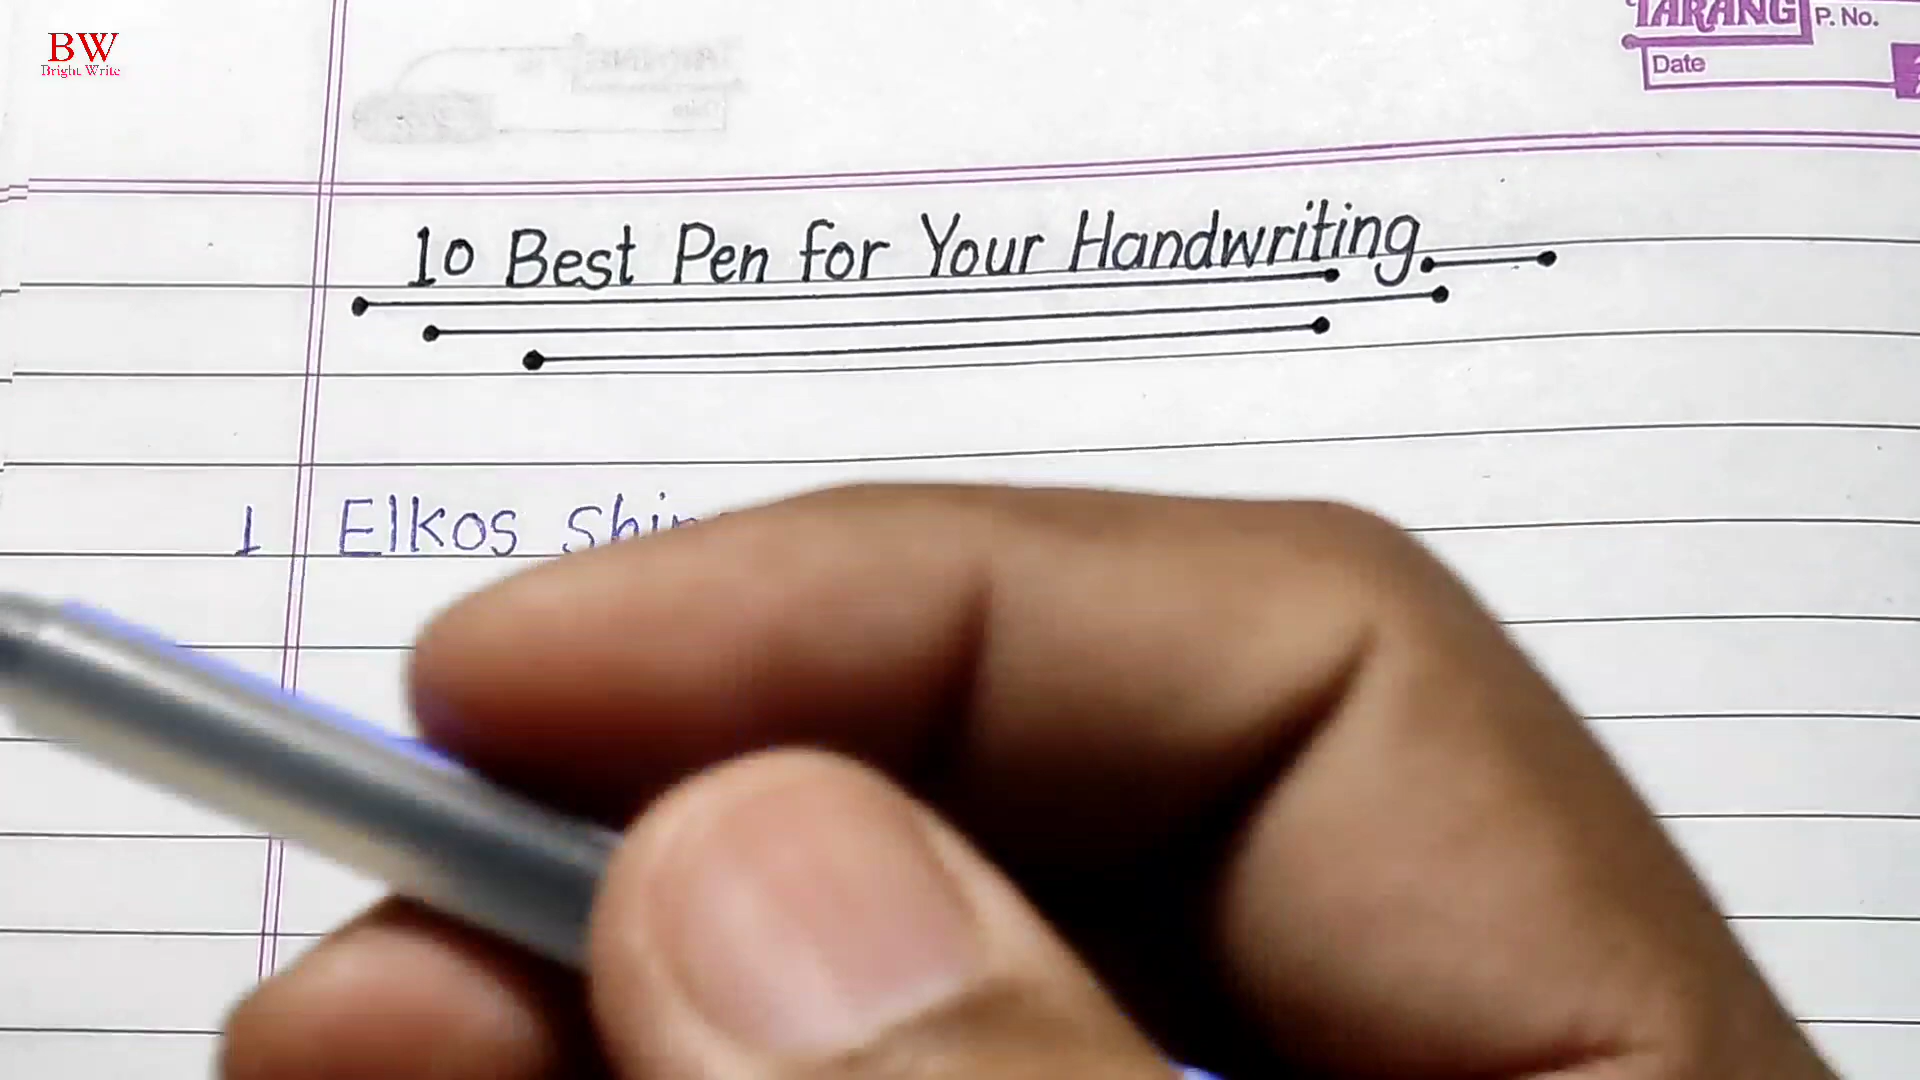 BW
Bright Write
TARANG
P. No.
Date
10 Best Pen for Your Handwriting
1 Elkos